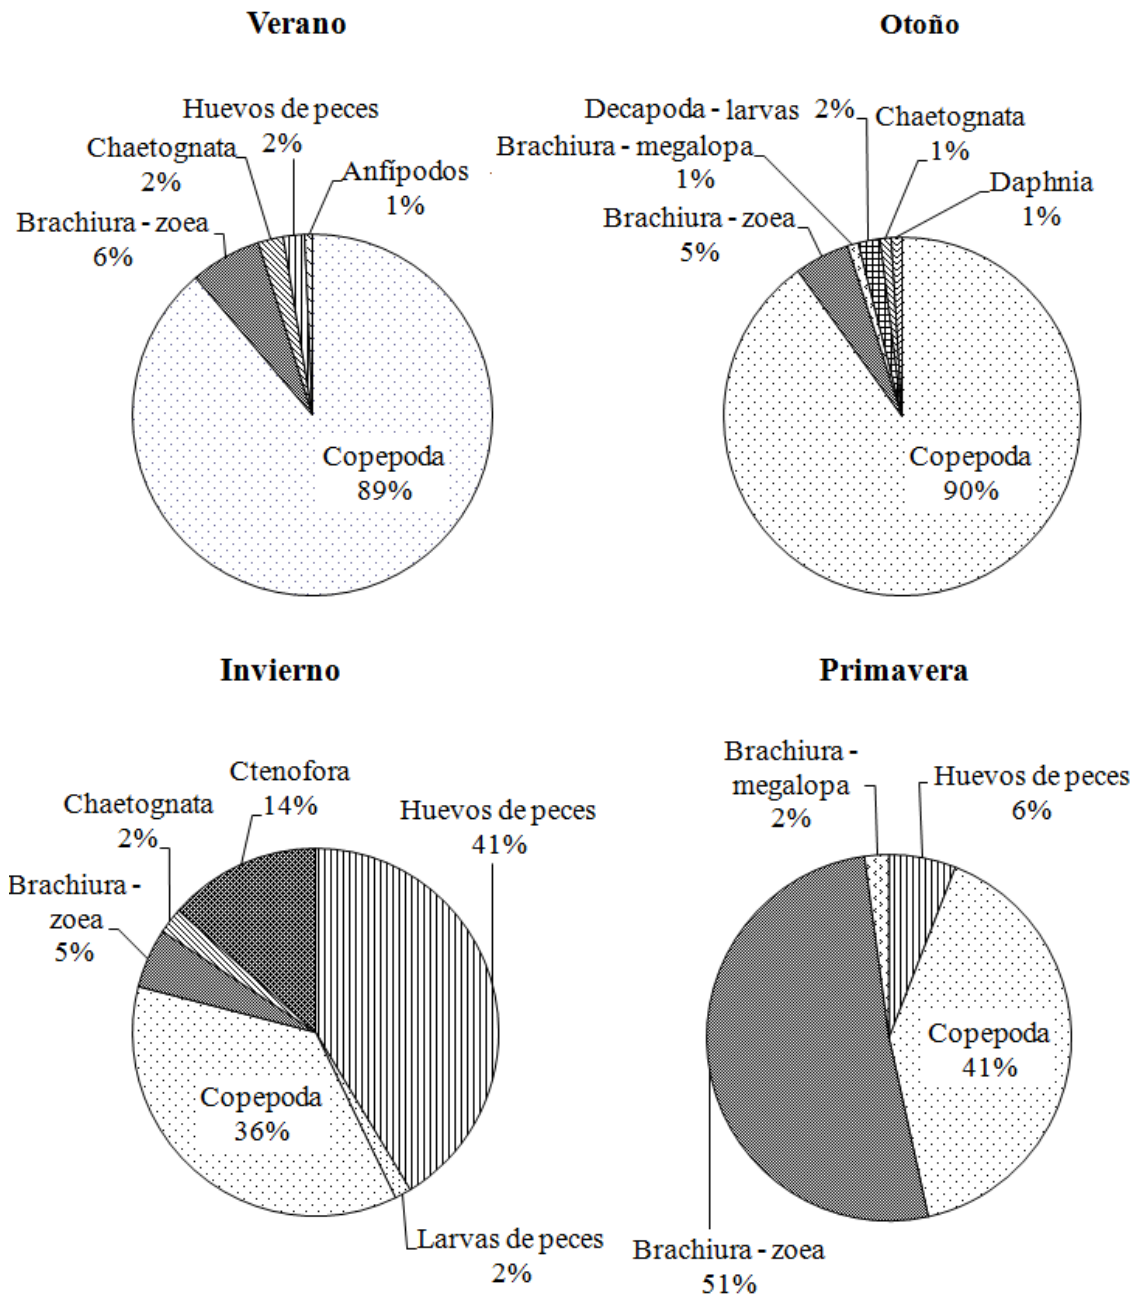 Verano
Huevos de peces
2%
Chaetognata
2%
Anfípodos
1%
Brachiura - zoea
6%
Copepoda
89%
Otoño
Decapoda - larvas 2%
Chaetognata
1%
Brachiura - megalopa
1%
Daphnia
1%
Brachiura - zoea
5%
Copepoda
90%
Invierno
Ctenofora
14%
Chaetognata
2%
Huevos de peces
41%
Brachiura -
zoea
5%
Copepoda
36%
Larvas de peces
2%
Primavera
Brachiura -
megalopa
2%
Huevos de peces
6%
Copepoda
41%
Brachiura - zoea
51%